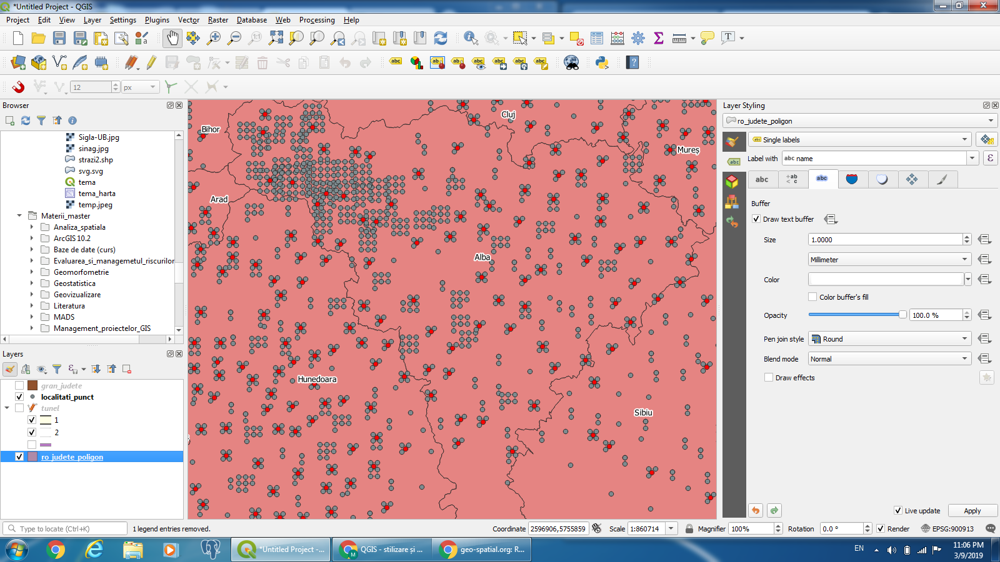 *Untitled Project - QGIS
Project Edit View Layer Settings Plugins Vector Raster Database Web Processing Help
12 px
Browser
Sigla-UB.jpg
sinag.jpg
strazi2.shp
svg.svg
tema
tema_harta
temp.jpeg
Materii_master
Analiza_spatiala
ArcGIS 10.2
Baze de date (curs)
Evaluarea_si_managemetul_riscurilor
Geomorfometrie
Geostatistica
Geovizualizare
Literatura
MADS
Management_proiectelor_GIS
Layers
gran_judete
localitati_punct
tunel
1
2
ro_judete_poligon
Cluj
Bihor
Mureș
Arad
Alba
Hunedoara
Sibiu
Layer Styling
ro_judete_poligon
Single labels
Label with abc name
Buffer
Draw text buffer
Size 1.0000
Millimeter
Color
Color buffer's fill
Opacity 100.0 %
Pen join style Round
Blend mode Normal
Draw effects
Live update Apply
Type to locate (Ctrl+K) 1 legend entries removed. Coordinate 2596906,5755859 Scale 1:860714 Magnifier 100% Rotation 0.0 ° Render EPSG:900913
*Untitled Project -... QGIS - stilizare și ... geo-spatial.org: R... EN 11:06 PM
3/9/2019